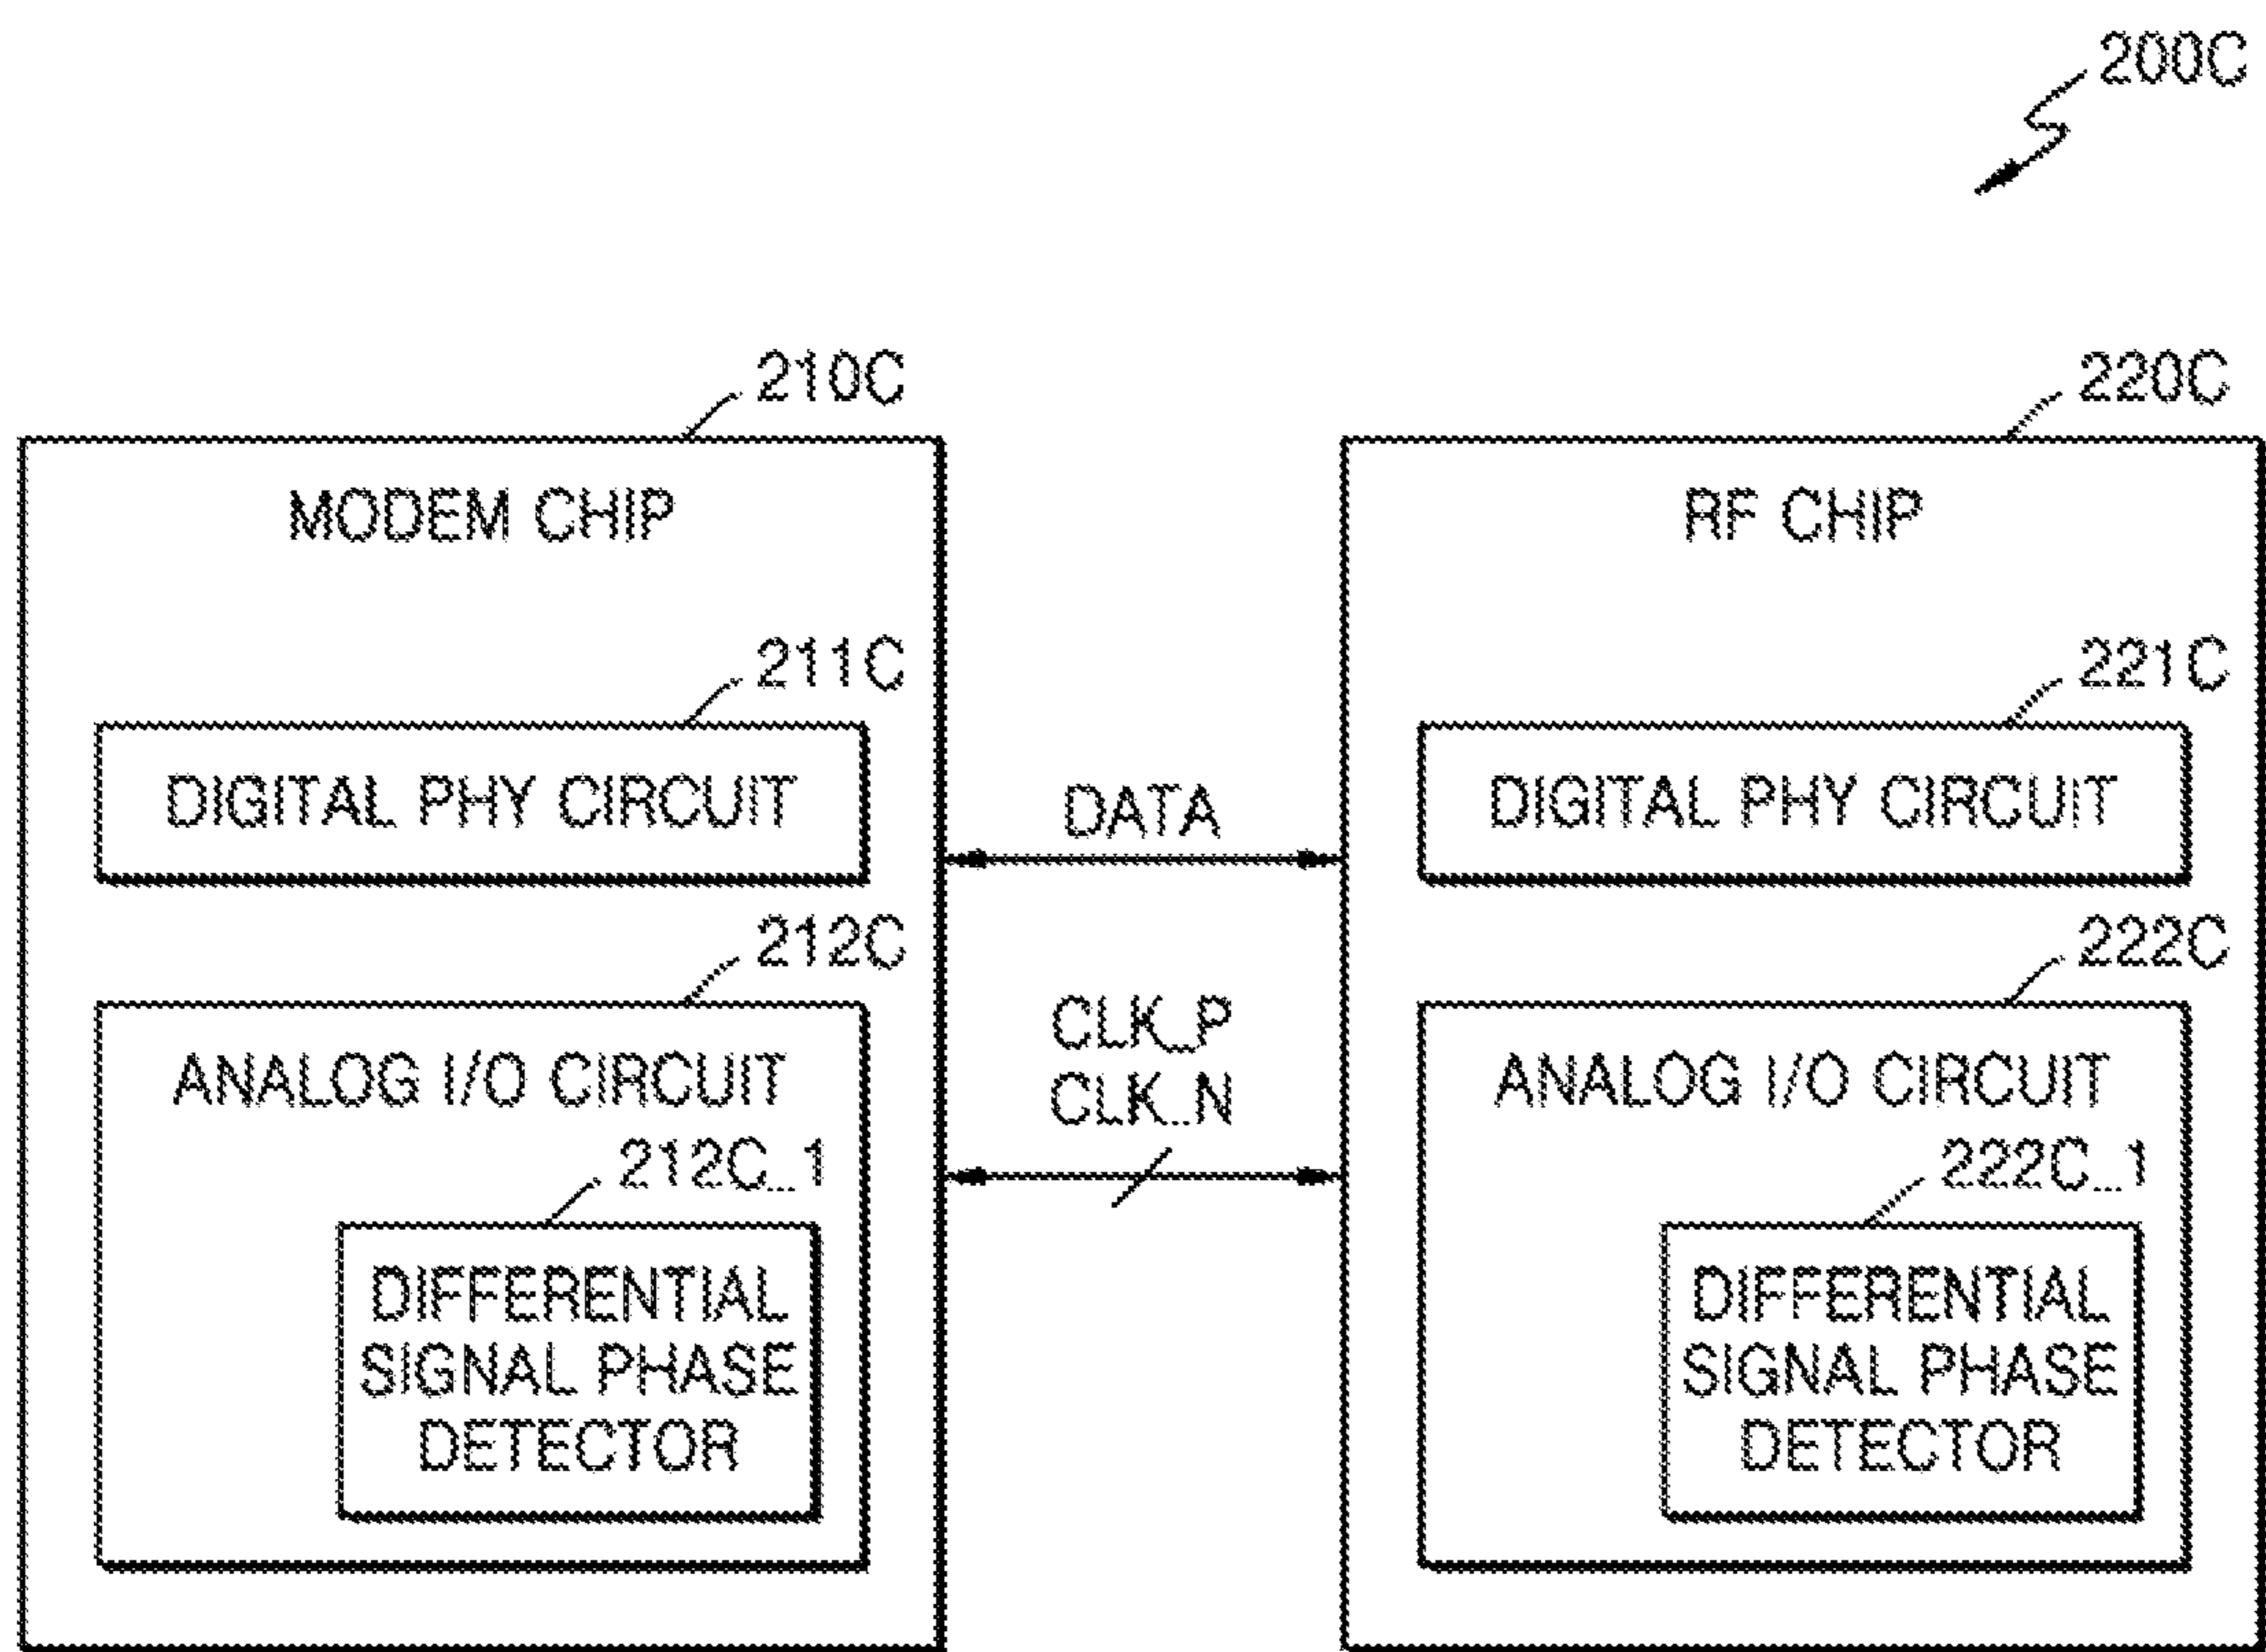 200C
210C
MODEM CHIP
211C
DIGITAL PHY CIRCUIT
212C
ANALOG I/O CIRCUIT
212C_1
DIFFERENTIAL
SIGNAL PHASE
DETECTOR
DATA
CLK_P
CLK_N
220C
RF CHIP
221C
DIGITAL PHY CIRCUIT
222C
ANALOG I/O CIRCUIT
222C_1
DIFFERENTIAL
SIGNAL PHASE
DETECTOR